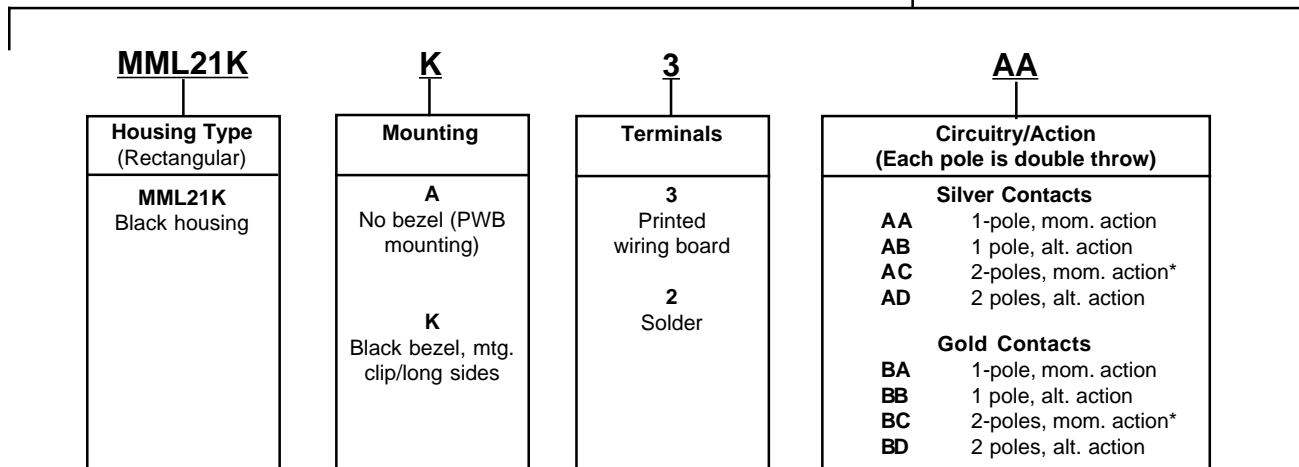 MML21K K 3 AA
Housing Type
(Rectangular)
MML21K
Black housing
Mounting
A
No bezel (PWB
mounting)
K
Black bezel, mtg.
clip/long sides
Terminals
3
Printed
wiring board
2
Solder
Circuitry/Action
(Each pole is double throw)
Silver Contacts
AA 1-pole, mom. action
AB 1 pole, alt. action
AC 2-poles, mom. action*
AD 2 poles, alt. action
Gold Contacts
BA 1-pole, mom. action
BB 1 pole, alt. action
BC 2-poles, mom. action*
BD 2 poles, alt. action